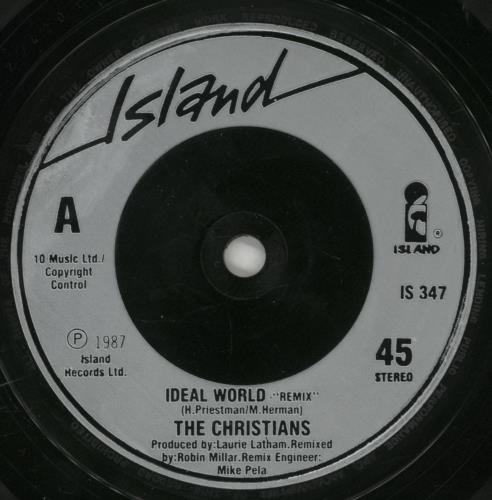 Island
A
ISLAND
®
10 Music Ltd./
Copyright
Control
IS 347
Ⓟ 1987
Island
Records Ltd.
45
STEREO
IDEAL WORLD -"REMIX"
(H.Priestman/M.Herman)
THE CHRISTIANS
Produced by:Laurie Latham.Remixed
by:Robin Millar.Remix Engineer:
Mike Pela